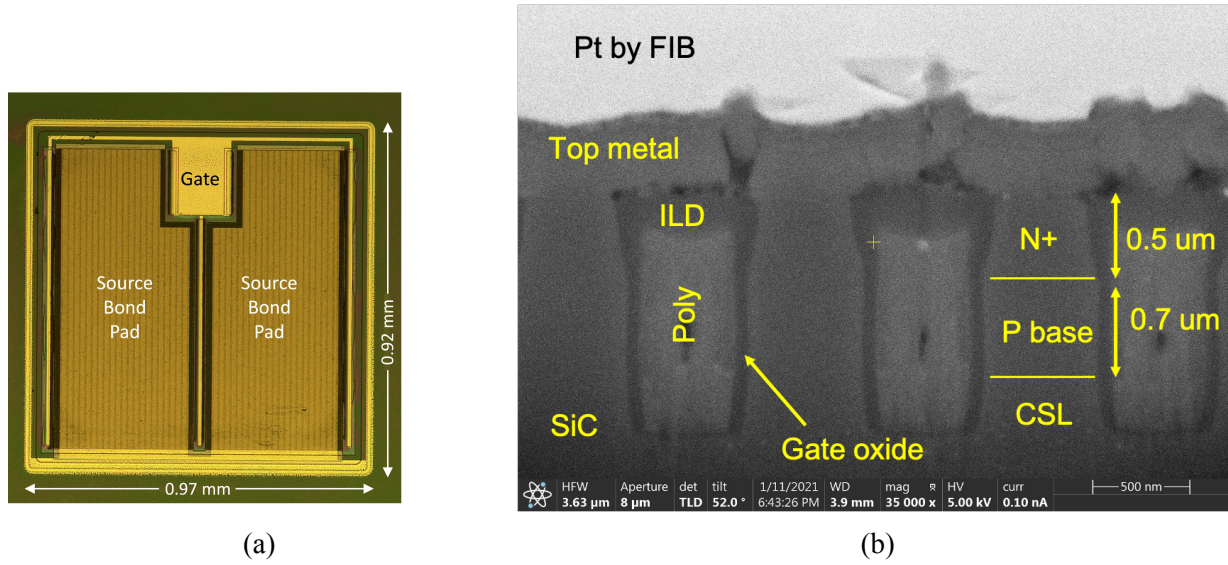 Gate
Source
Bond
Pad
Source
Bond
Pad
0.92 mm
0.97 mm
(a)
Pt by FIB
Top metal
ILD
N+
0.5 um
Poly
P base
0.7 um
SiC
CSL
Gate oxide
HFW
3.63 µm
Aperture
8 µm
det
TLD
tilt
52.0 °
1/11/2021
6:43:26 PM
WD
3.9 mm
mag
35 000 x
HV
5.00 kV
curr
0.10 nA
500 nm
(b)